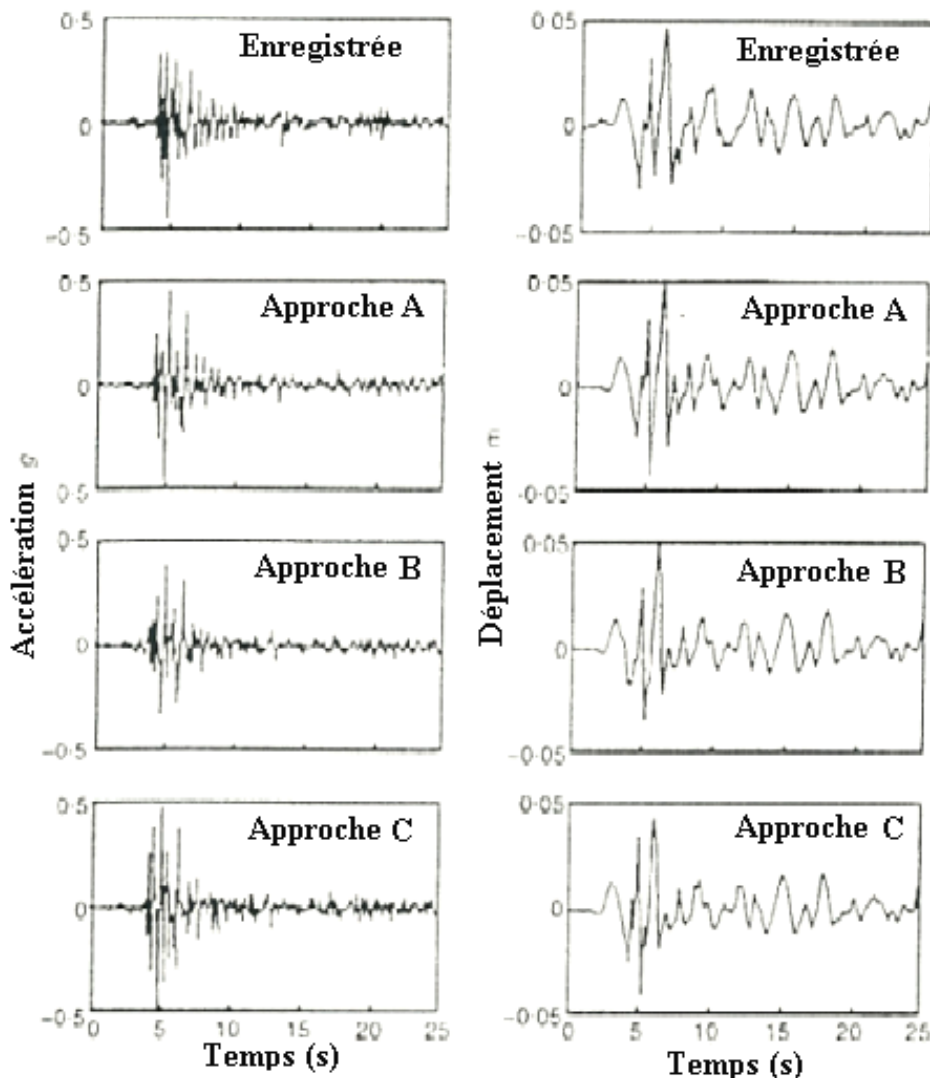 0·5
Enregistrée
0
−0.5
0·05
Enregistrée
0
−0·05
0·5
Approche A
0
0.5
0·05
Approche A
0
-0·05
0·5
Approche B
0
−0·5
0·05
Approche B
0
−0·05
0·5
Approche C
0
−0·5
0 5 10 15 20 25
Temps (s)
0·05
Approche C
0
−0·05
0 5 10 15 20 25
Temps (s)
Accélération g
Déplacement m